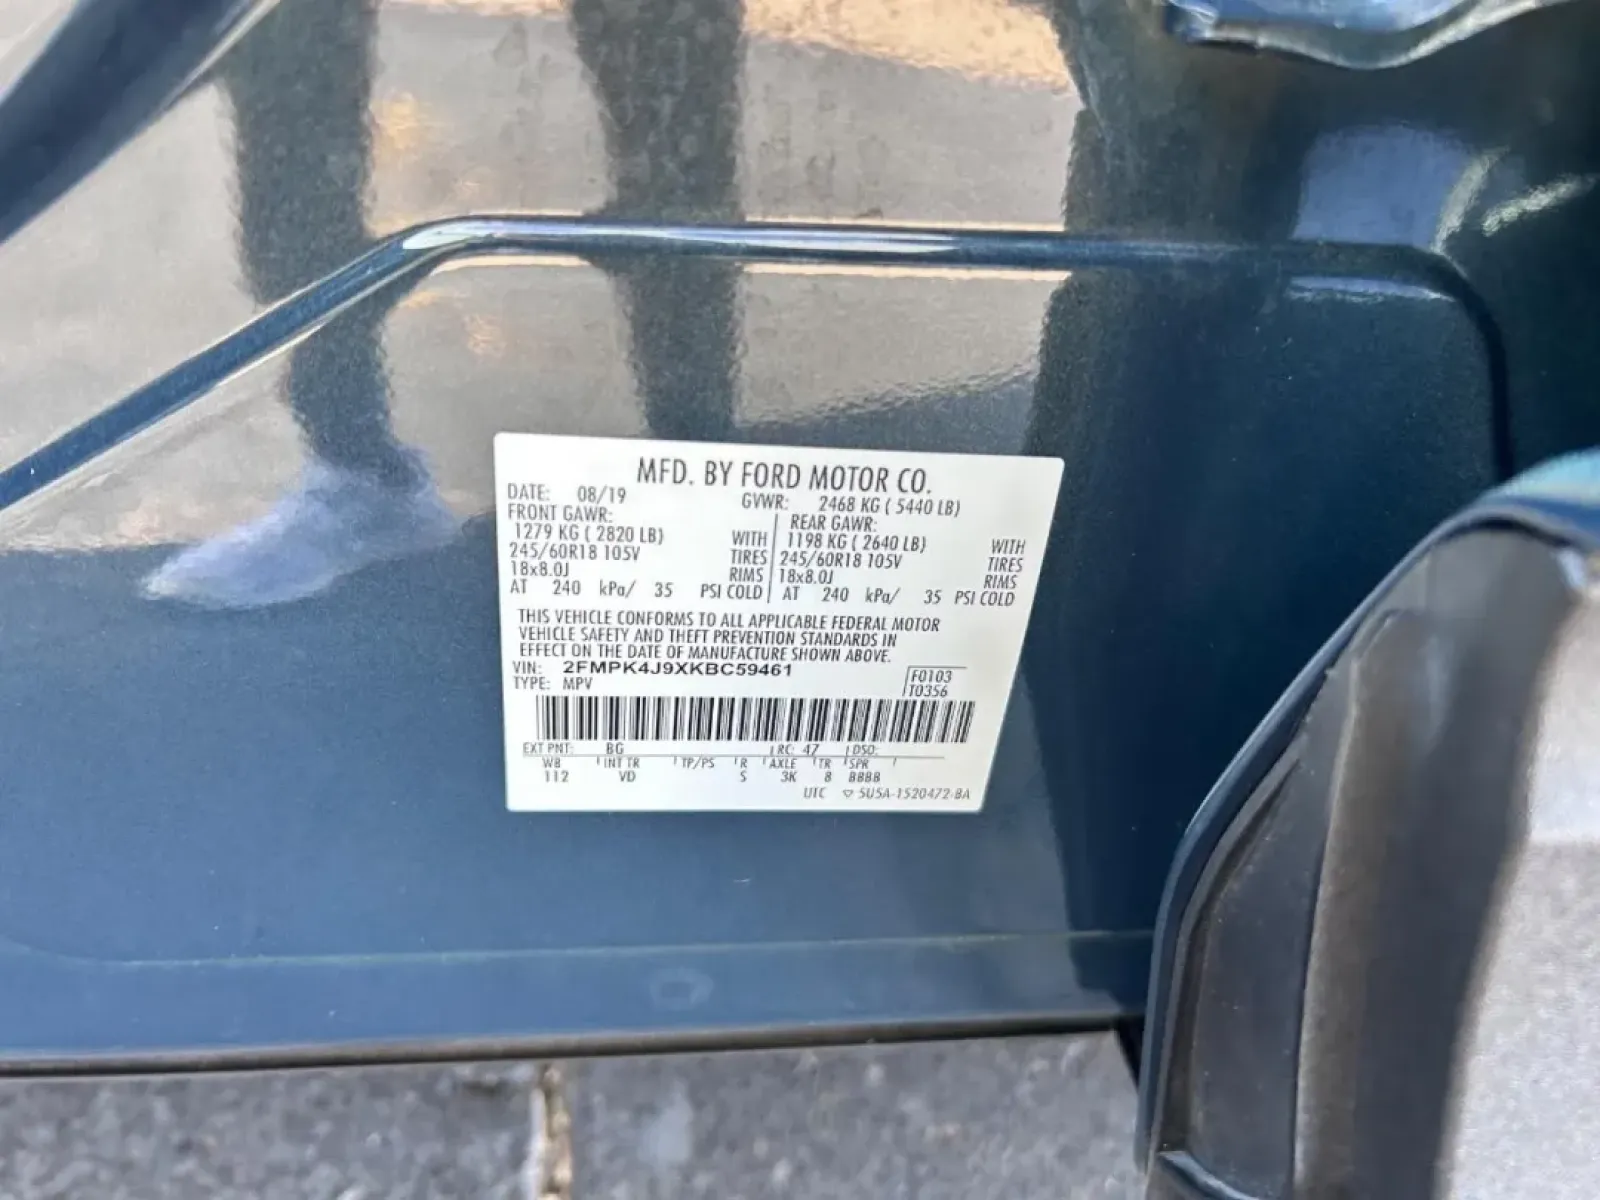 MFD. BY FORD MOTOR CO.
DATE: 08/19 GVWR: 2468 KG ( 5440 LB)
FRONT GAWR: REAR GAWR:
1279 KG ( 2820 LB) WITH 1198 KG ( 2640 LB) WITH
245/60R18 105V TIRES 245/60R18 105V TIRES
18x8.0J RIMS 18x8.0J RIMS
AT 240 kPa/ 35 PSI COLD AT 240 kPa/ 35 PSI COLD
THIS VEHICLE CONFORMS TO ALL APPLICABLE FEDERAL MOTOR
VEHICLE SAFETY AND THEFT PREVENTION STANDARDS IN
EFFECT ON THE DATE OF MANUFACTURE SHOWN ABOVE.
VIN: 2FMPK4J9XKBC59461 F0103
TYPE: MPV T0356
EXT PNT: BG RC: 47 DSO:
WB INT TR TP/PS R AXLE TR SPR
112 VD S 3K 8 BBBB
UTC ▽ 5U5A-1520472-BA